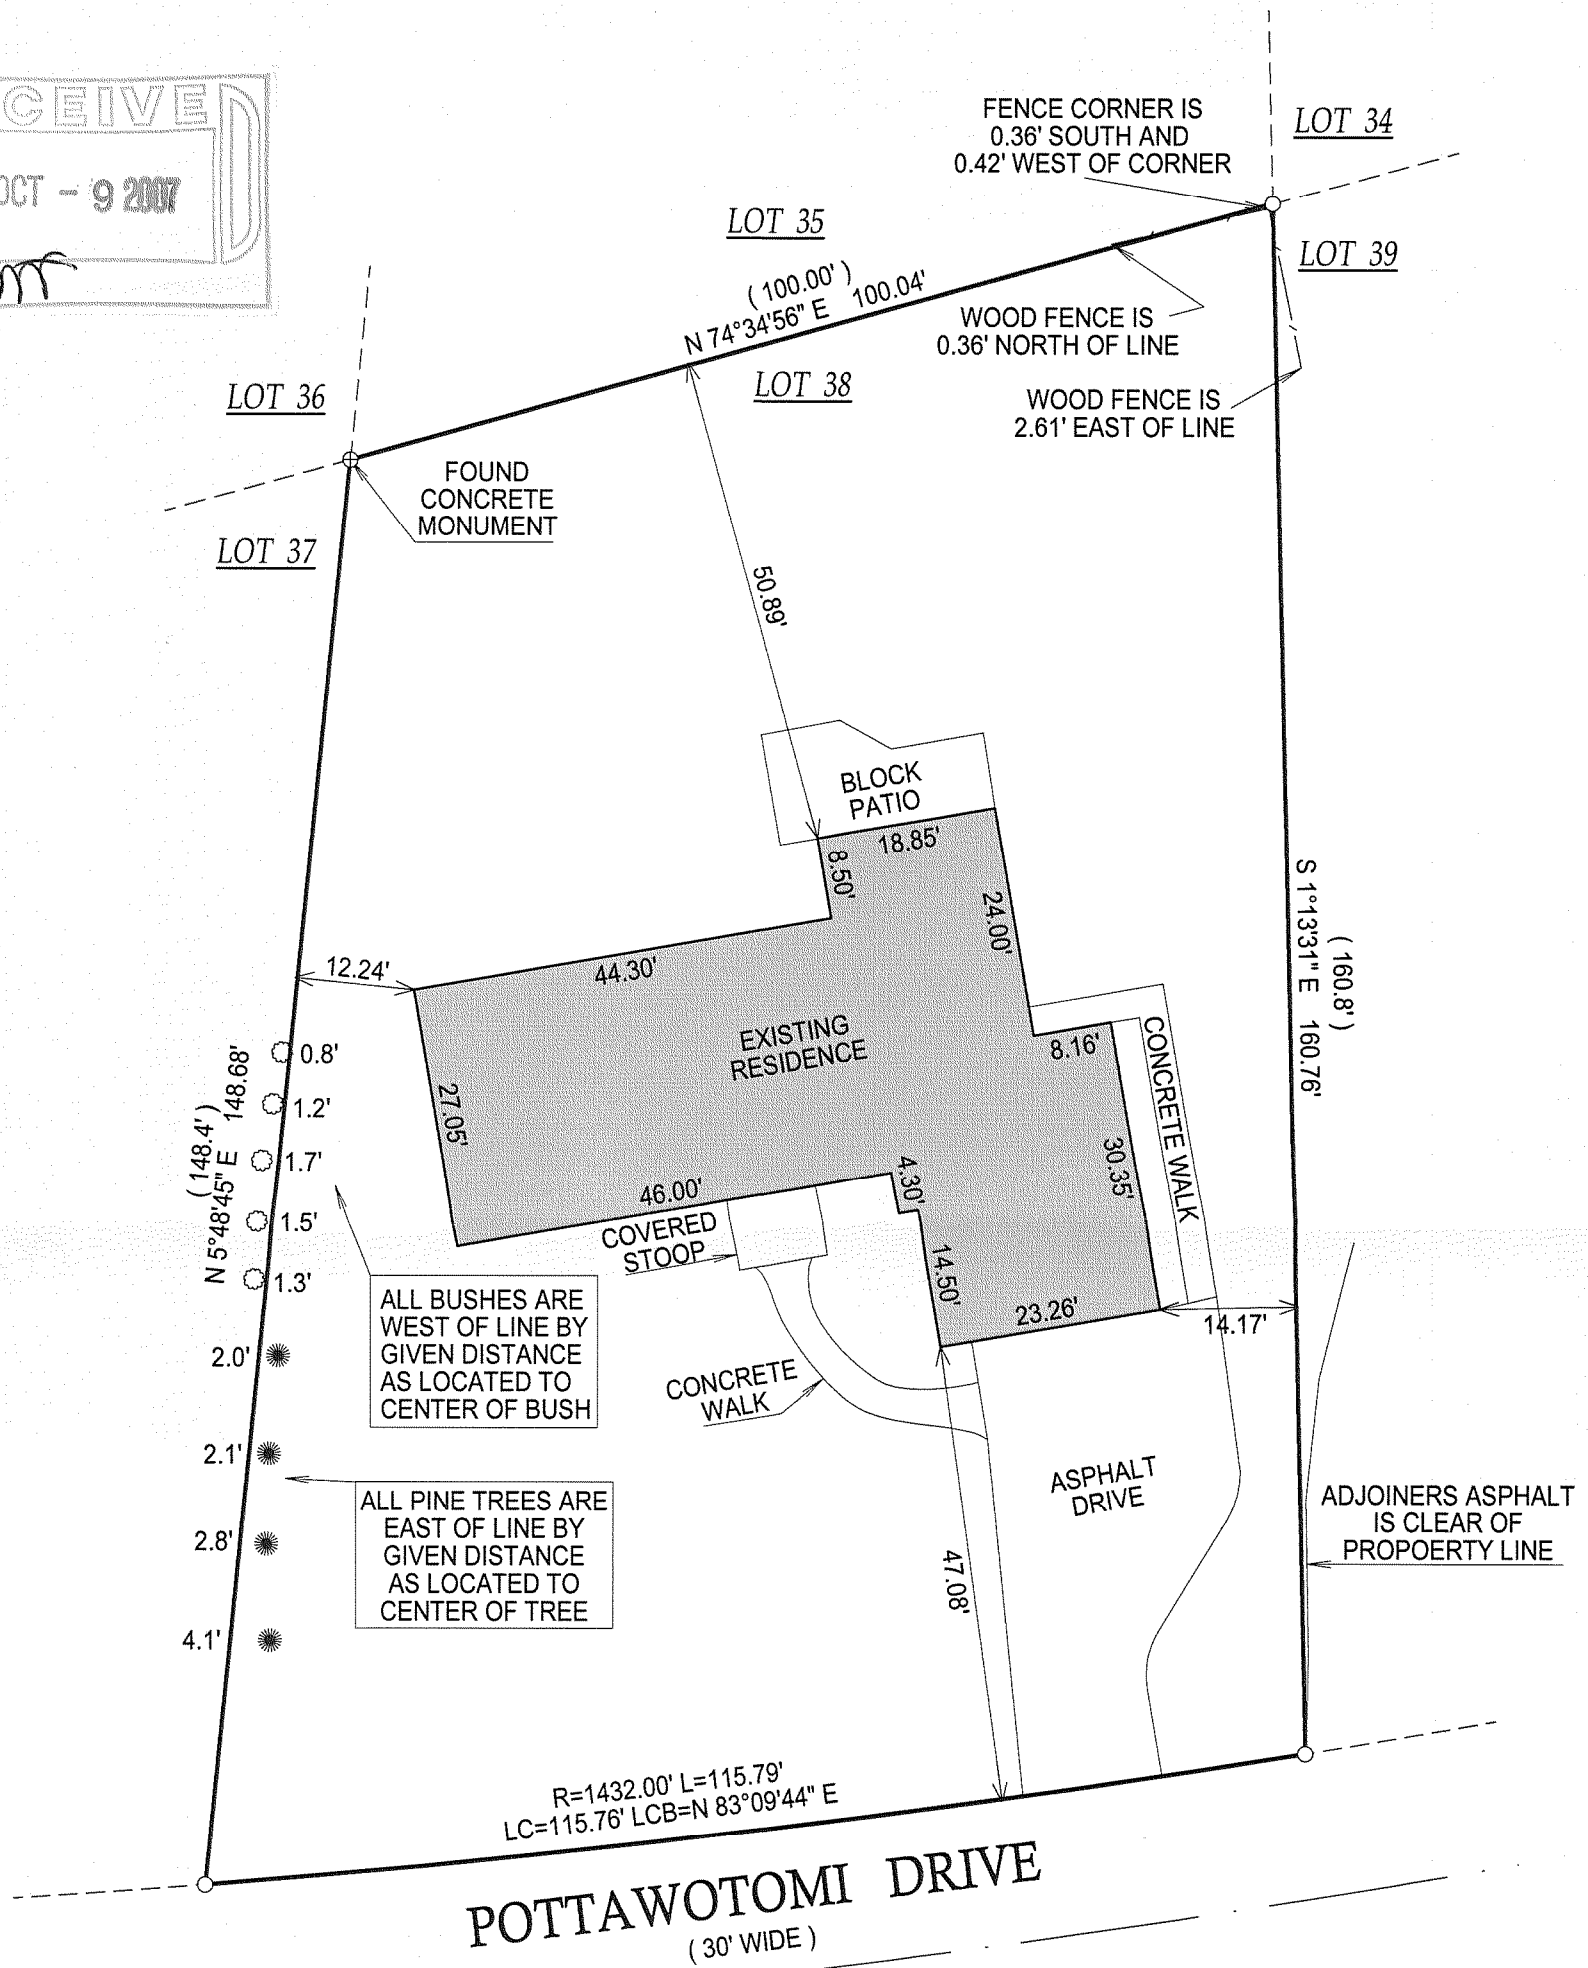 CEIVE
OCT - 9 2007
FENCE CORNER IS
0.36' SOUTH AND
0.42' WEST OF CORNER
LOT 34
LOT 35
LOT 39
( 100.00' )
N 74°34'56" E 100.04'
WOOD FENCE IS
0.36' NORTH OF LINE
LOT 36
LOT 38
WOOD FENCE IS
2.61' EAST OF LINE
FOUND
CONCRETE
MONUMENT
LOT 37
50.89'
BLOCK
PATIO
18.85'
8.50'
24.00'
S 1°13'31" E 160.76'
( 160.8' )
12.24'
44.30'
EXISTING
RESIDENCE
8.16'
CONCRETE WALK
0.8'
1.2'
1.7'
1.5'
1.3'
( 148.4' )
N 5°48'45" E 148.68'
27.05'
30.35'
46.00'
4.30'
COVERED
STOOP
14.50'
23.26'
14.17'
ALL BUSHES ARE
WEST OF LINE BY
GIVEN DISTANCE
AS LOCATED TO
CENTER OF BUSH
2.0'
CONCRETE
WALK
2.1'
ASPHALT
DRIVE
ALL PINE TREES ARE
EAST OF LINE BY
GIVEN DISTANCE
AS LOCATED TO
CENTER OF TREE
ADJOINERS ASPHALT
IS CLEAR OF
PROPOERTY LINE
2.8'
47.08'
4.1'
R=1432.00' L=115.79'
LC=115.76' LCB=N 83°09'44" E
POTTAWOTOMI DRIVE
( 30' WIDE )